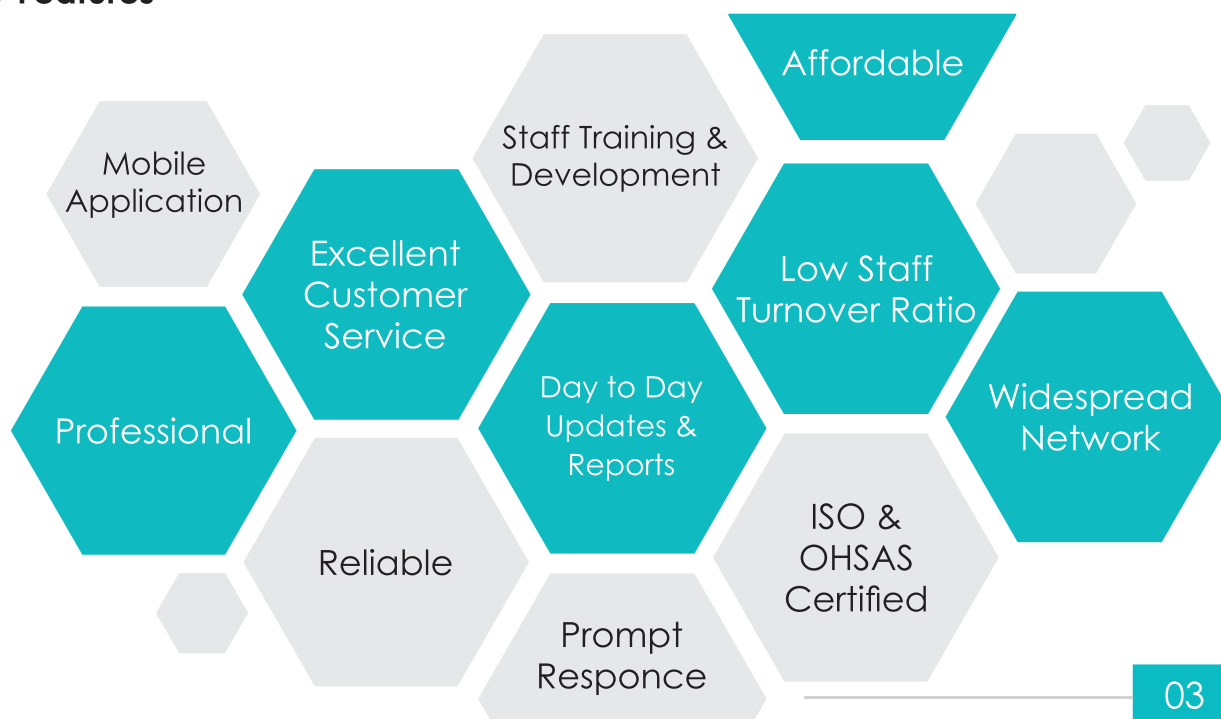 Features
Affordable
Staff Training &
Development
Mobile
Application
Excellent
Customer
Service
Low Staff
Turnover Ratio
Day to Day
Updates &
Reports
Widespread
Network
Professional
Reliable
ISO &
OHSAS
Certified
Prompt
Responce
03